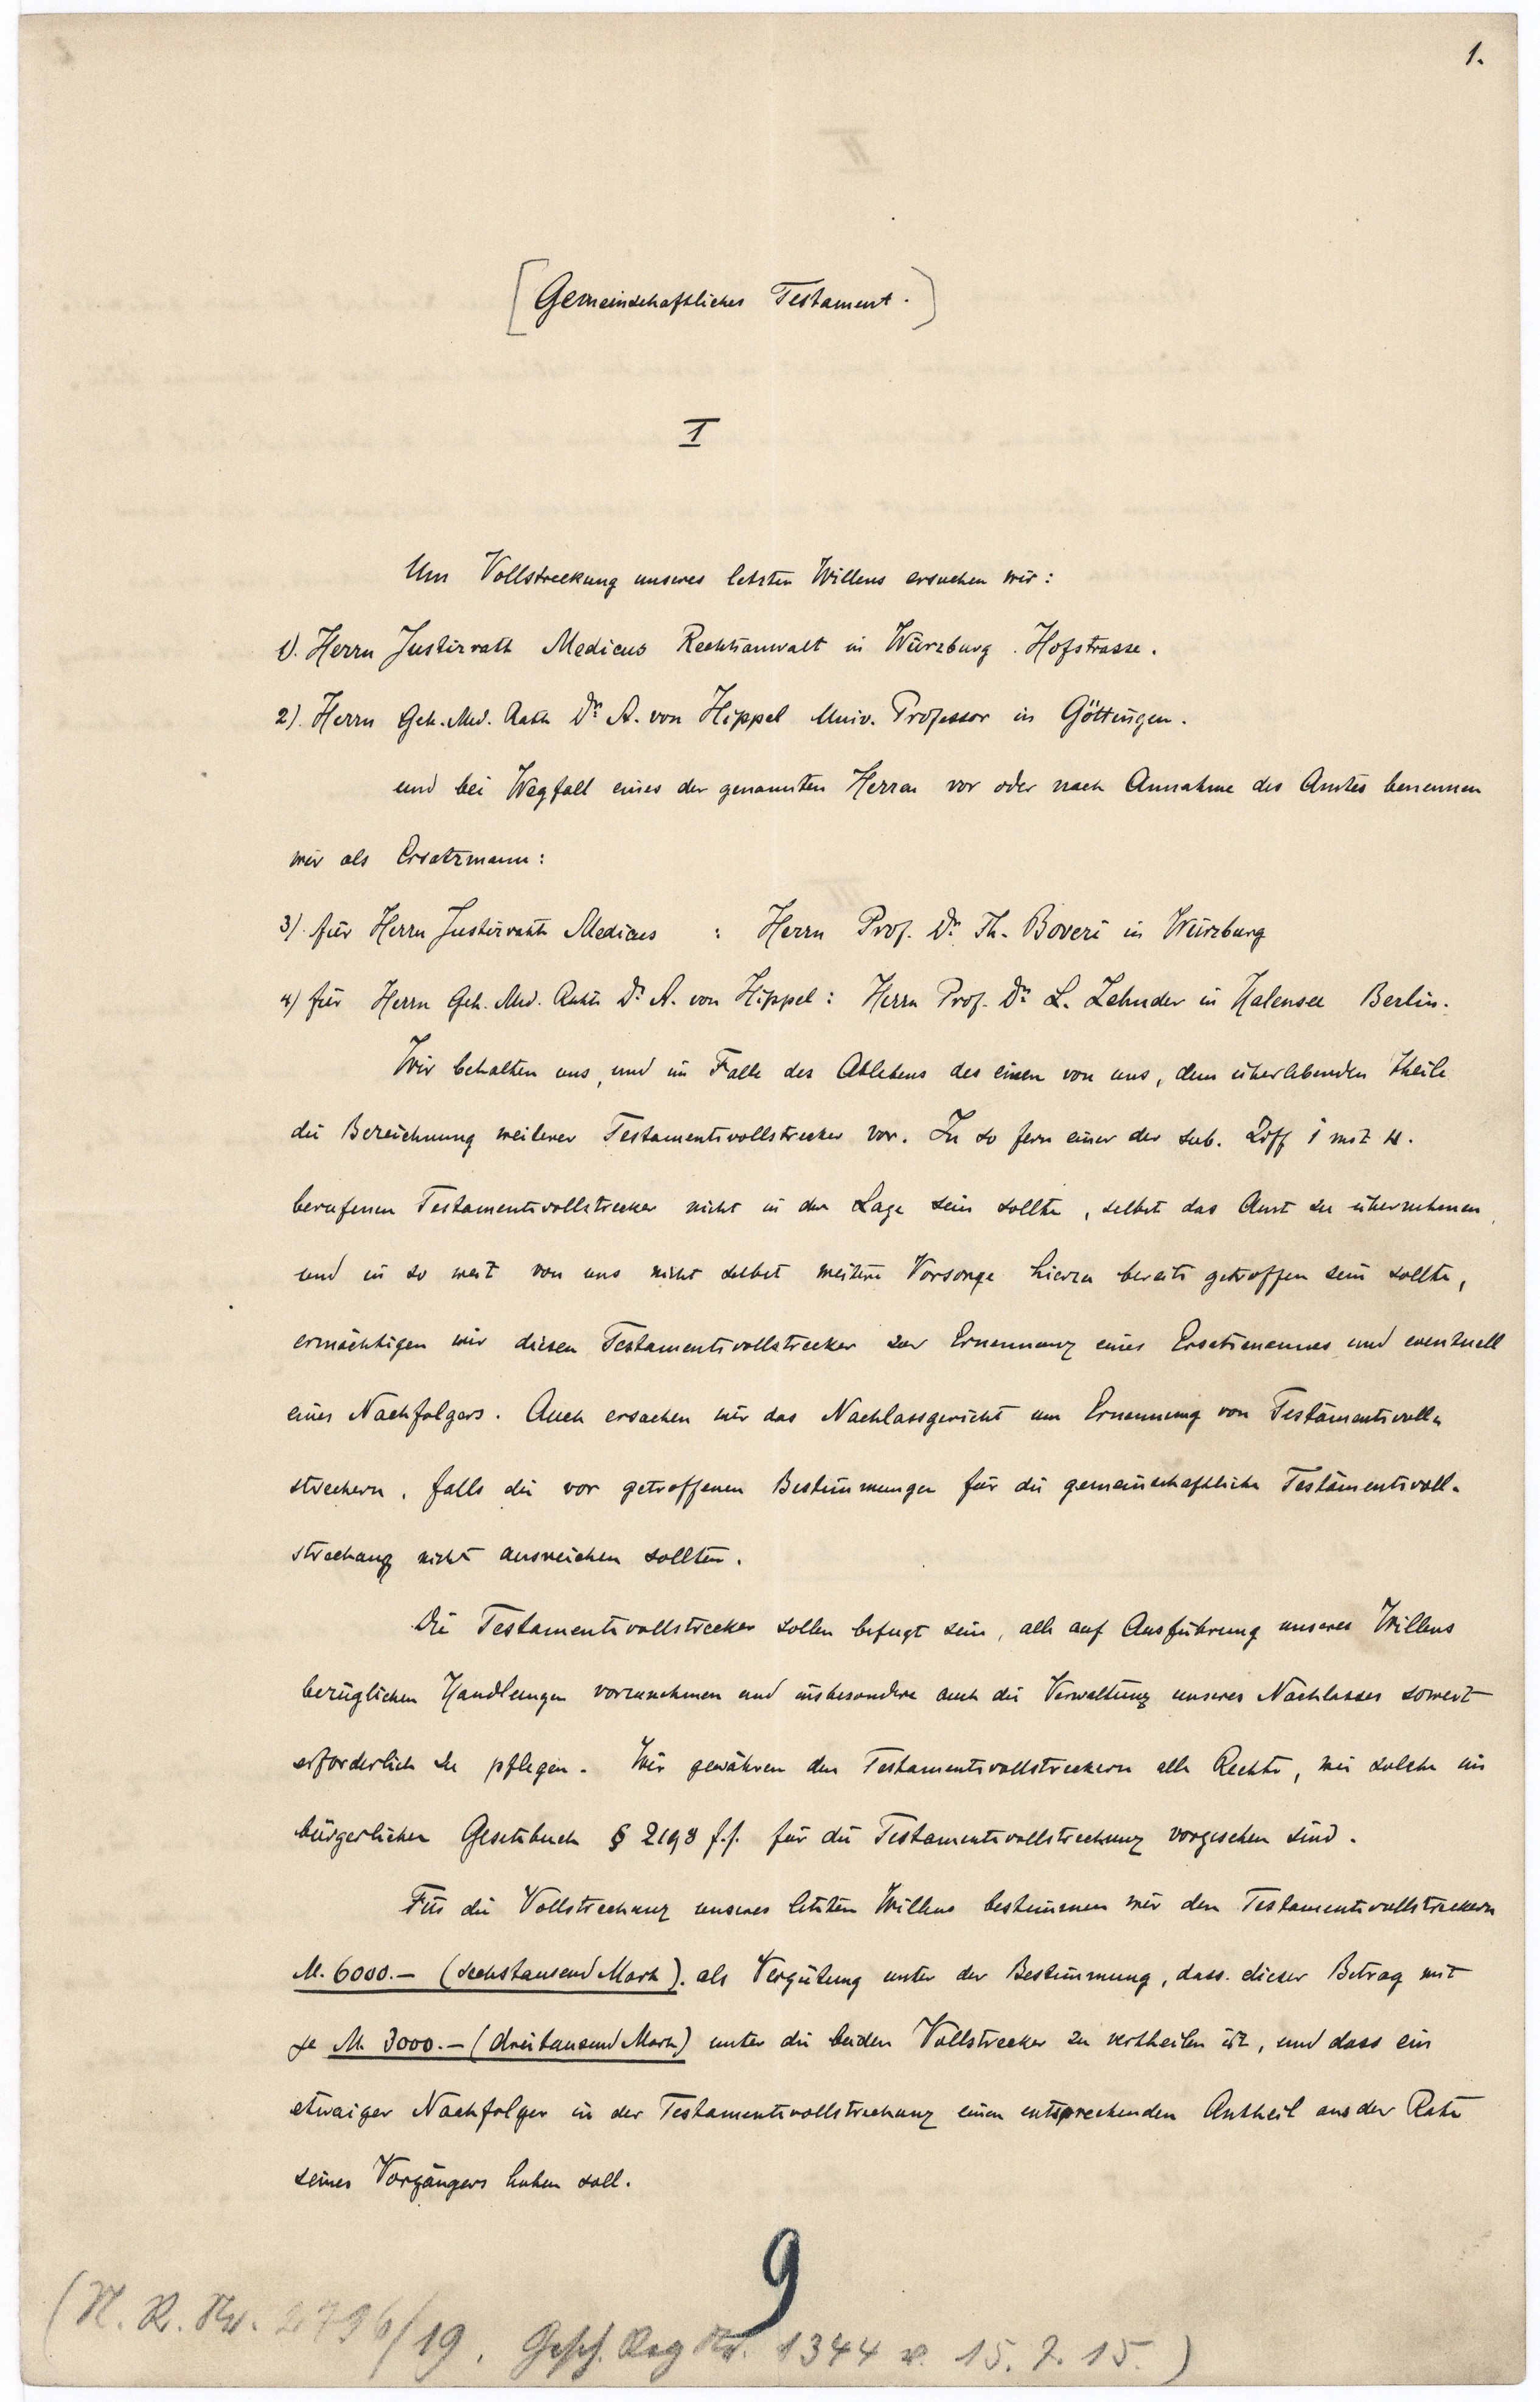 1.
[Gemeinschaftliches Testament.]
I
Um Vollstreckung unseres letzten Willens ersuchen wir:
1). Herrn Justizrath Medicus Rechtsanwalt in Würzburg. Hofstrasse.
2). Herrn Geh. Med. Rath Dr. A. von Hippel Univ. Professor in Göttingen.
und bei Wegfall eines der genannten Herren vor oder nach Annahme des Amtes benennen
wir als Ersatzmann:
3). für Herrn Justizrath Medicus : Herrn Prof. Dr. Th. Boveri in Würzburg
4) für Herrn Geh. Med. Rath Dr. A. von Hippel: Herrn Prof. Dr. L. Zehnder in Halensee Berlin.
Wir behalten uns, und im Falle des Ablebens des einen von uns, dem überlebenden Theile
die Bezeichnung weiterer Testamentsvollstrecker vor. In so fern einer der sub. Ziff 1 mit 4.
berufenen Testamentsvollstrecker nicht in der Lage sein sollte, selbst das Amt zu übernehmen,
und in so weit von uns nicht selbst weitere Vorsorge hierzu bereits getroffen sein sollte,
ermächtigen wir diesen Testamentsvollstrecker zur Ernennung eines Ersatzmannes und eventuell
eines Nachfolgers. Auch ersuchen wir das Nachlassgericht um Ernennung von Testamentsvoll-
streckern, falls die vor getroffenen Bestimmungen für die gemeinschaftliche Testamentsvoll-
streckung nicht ausreichen sollten.
Die Testamentsvollstrecker sollen befugt sein, alle auf Ausführung unseres Willens
bezüglichen Handlungen vorzunehmen und insbesondere auch die Verwaltung unseres Nachlasses soweit
erforderlich zu pflegen. Wir gewähren den Testamentsvollstreckern alle Rechte, wie solche im
bürgerlichen Gesetzbuch § 2198 f.f. für die Testamentsvollstreckung vorgesehen sind.
Für die Vollstreckung unseres letzten Willens bestimmen wir den Testamentsvollstreckern
M. 6000.– (sechstausend Mark). als Vergütung unter der Bestimmung, dass dieser Betrag mit
je M. 3000.– (dreitausend Mark) unter die beiden Vollstrecker zu vertheilen ist, und dass ein
etwaiger Nachfolger in der Testamentsvollstreckung einen entsprechenden Antheil aus der Rate
seines Vorgängers haben soll.
9
(N. R. Nr. 2796/19. Gesch. Reg Nr. 1344 v. 15. 7. 15.)